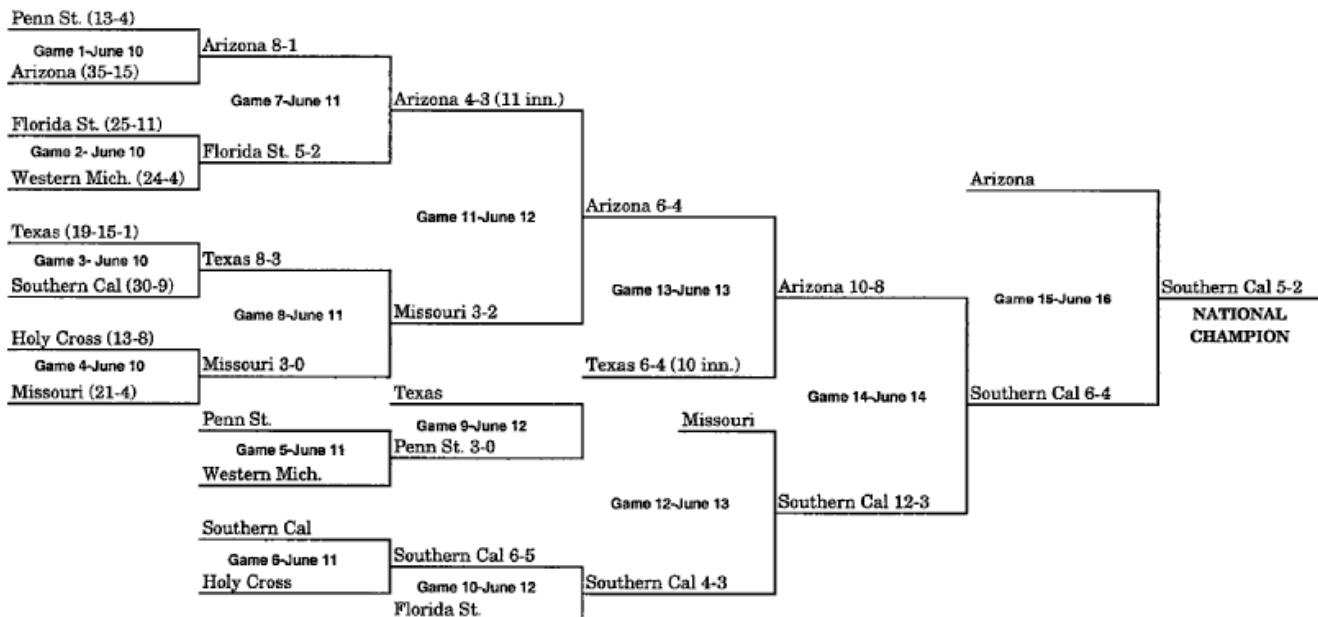 Penn St. (13-4)
Game 1-June 10
Arizona (35-15)
Arizona 8-1
Game 7-June 11
Florida St. (25-11)
Game 2- June 10
Western Mich. (24-4)
Florida St. 5-2
Arizona 4-3 (11 inn.)
Game 11-June 12
Texas (19-15-1)
Game 3- June 10
Southern Cal (30-9)
Texas 8-3
Game 8-June 11
Holy Cross (13-8)
Game 4-June 10
Missouri (21-4)
Missouri 3-0
Missouri 3-2
Arizona 6-4
Game 13-June 13
Texas 6-4 (10 inn.)
Texas
Game 9-June 12
Penn St. 3-0
Penn St.
Game 5-June 11
Western Mich.
Southern Cal
Game 6-June 11
Holy Cross
Southern Cal 6-5
Game 10-June 12
Florida St.
Southern Cal 4-3
Missouri
Game 12-June 13
Southern Cal 12-3
Arizona 10-8
Game 14-June 14
Southern Cal 6-4
Arizona
Game 15-June 16
Southern Cal 5-2
NATIONAL
CHAMPION